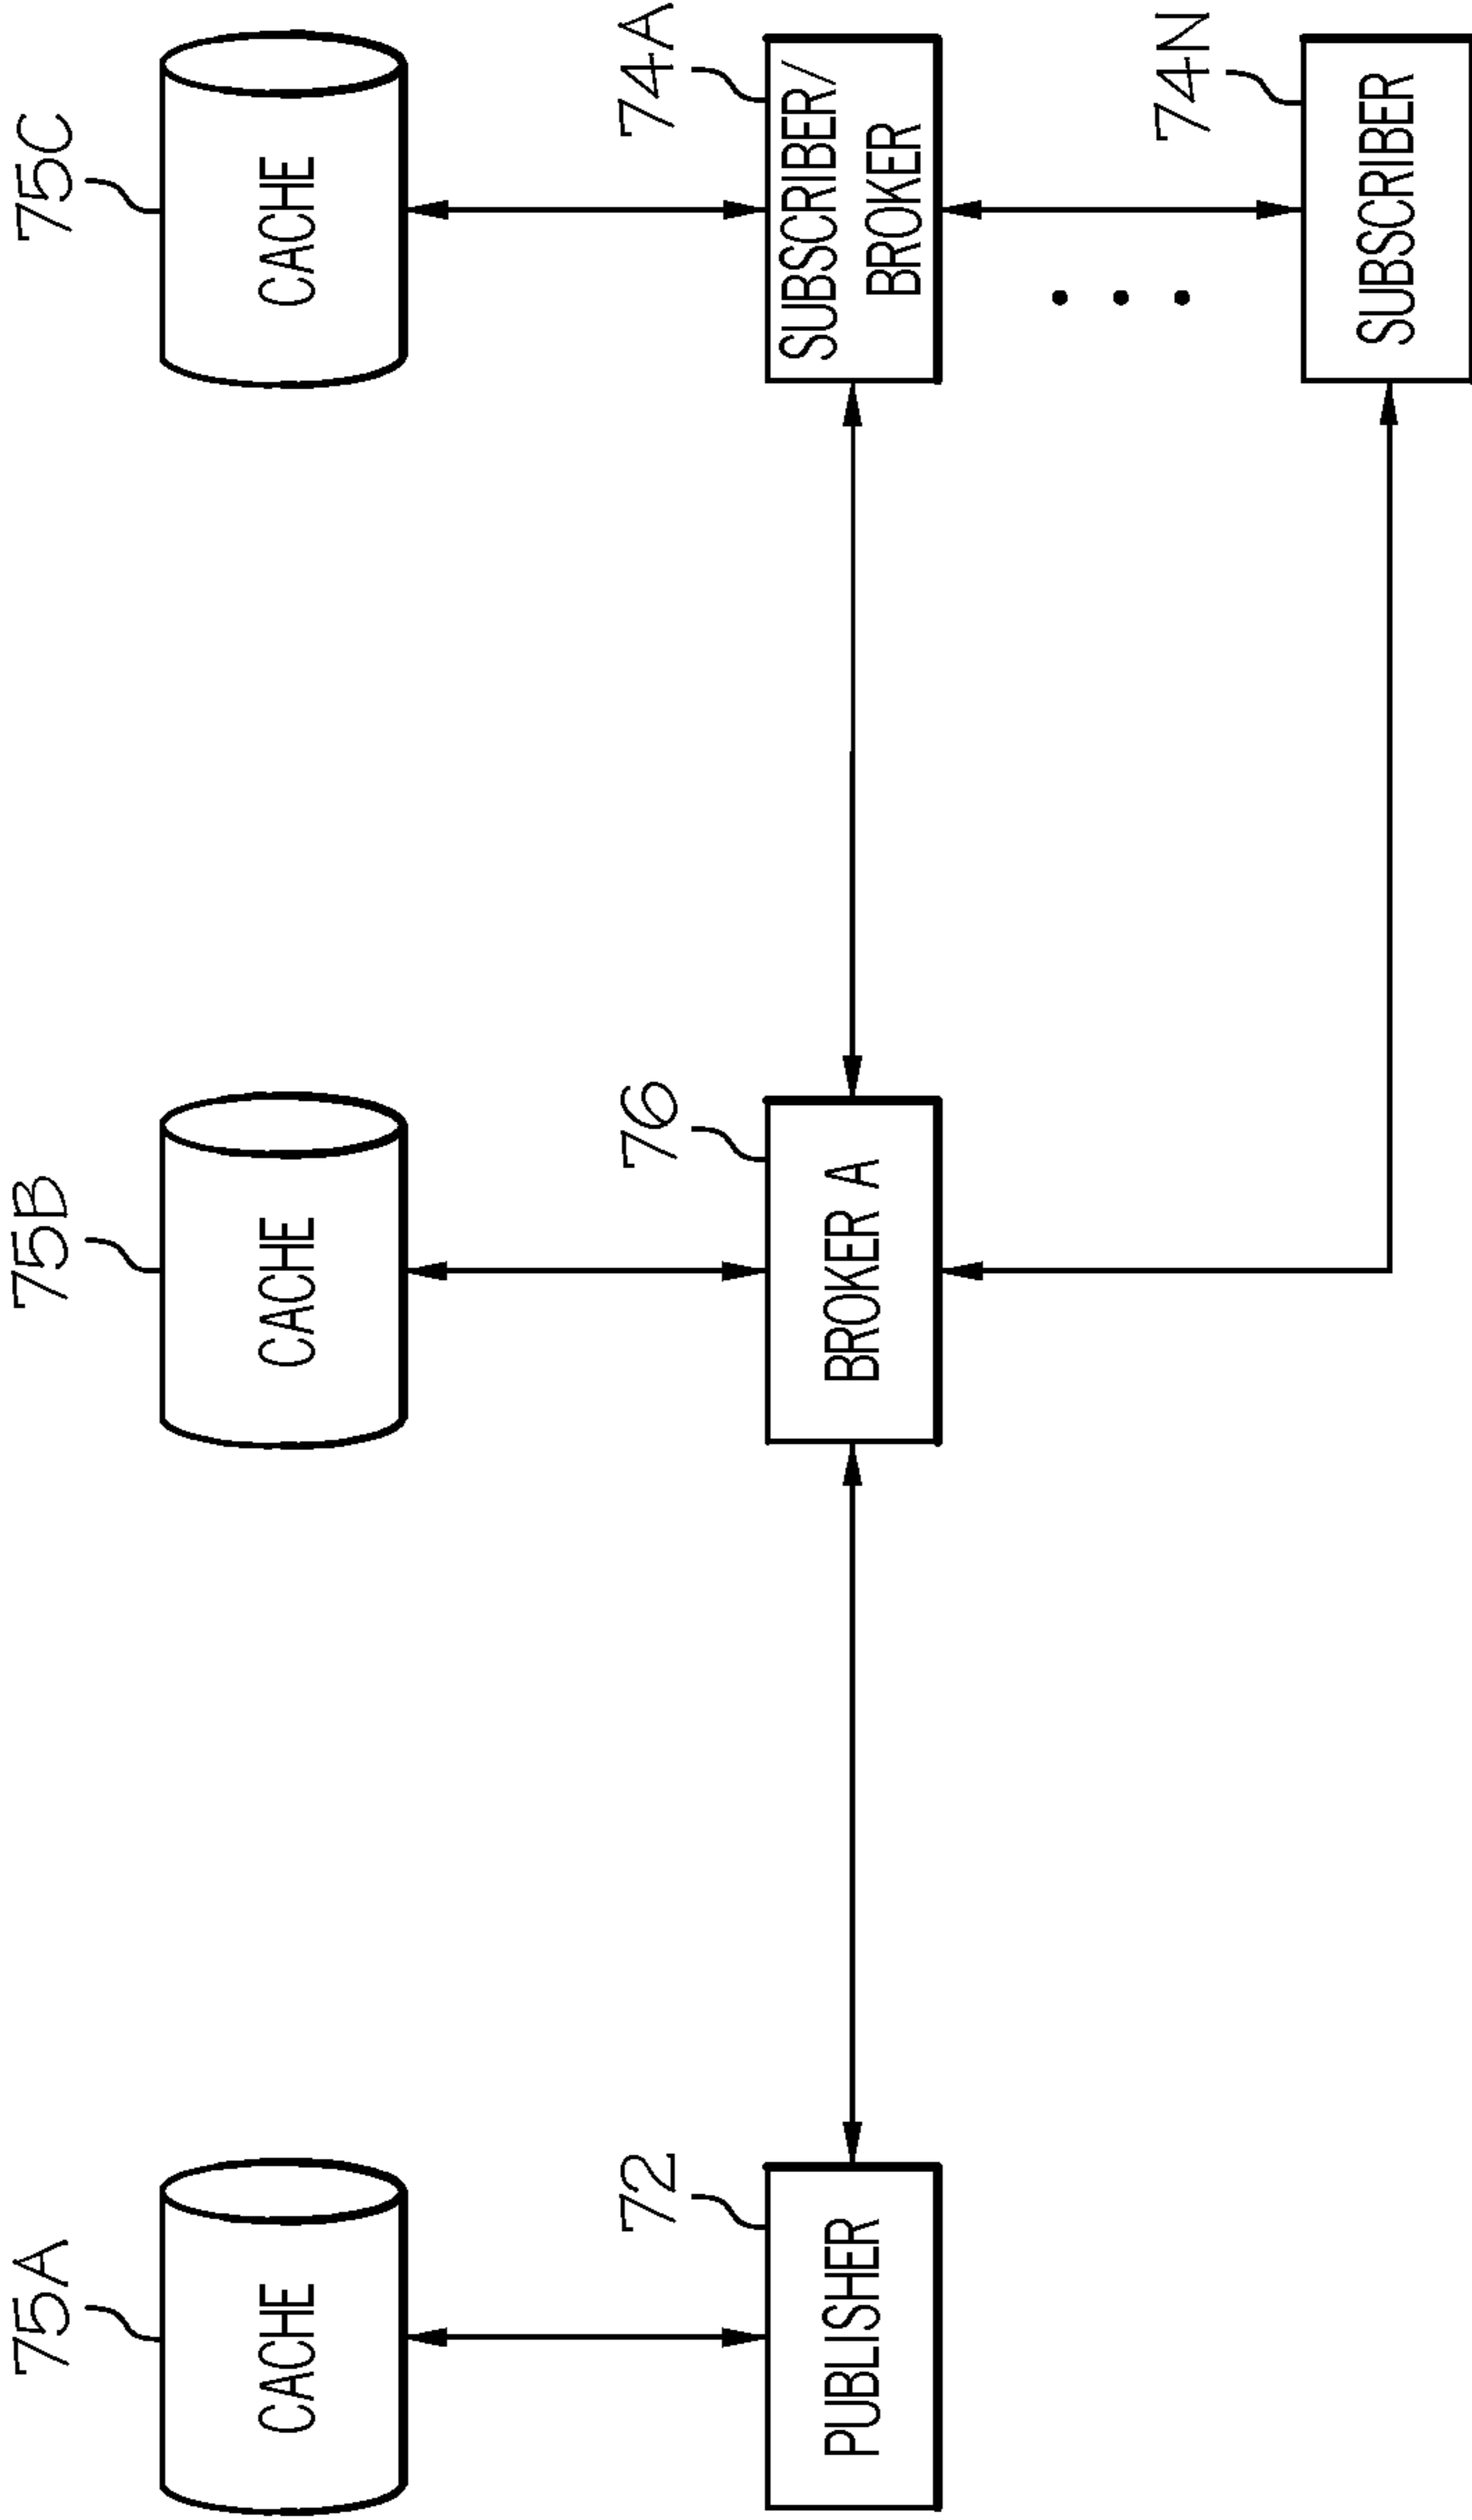 75A
75B
75C
CACHE
CACHE
CACHE
72
76
74A
PUBLISHER
BROKER A
SUBSCRIBER/
BROKER
74N
SUBSCRIBER